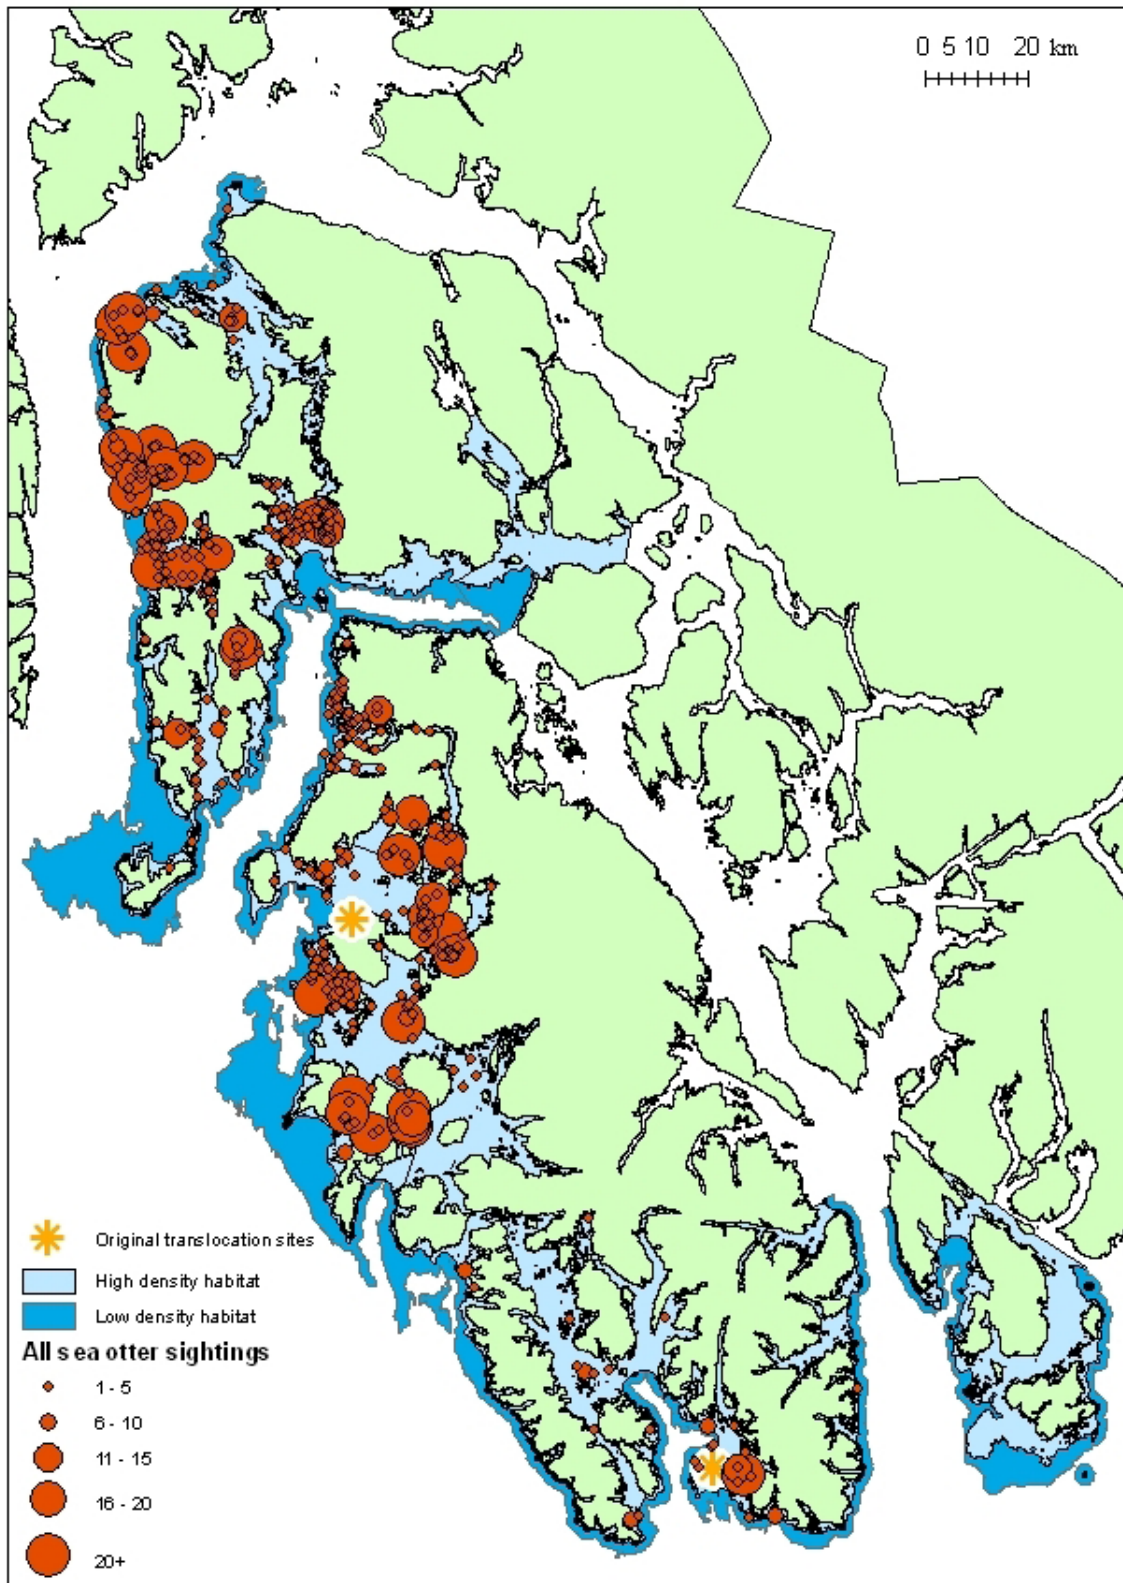 0 5 10 20 km
Original translocation sites
High density habitat
Low density habitat
All sea otter sightings
1 - 5
6 - 10
11 - 15
16 - 20
20+